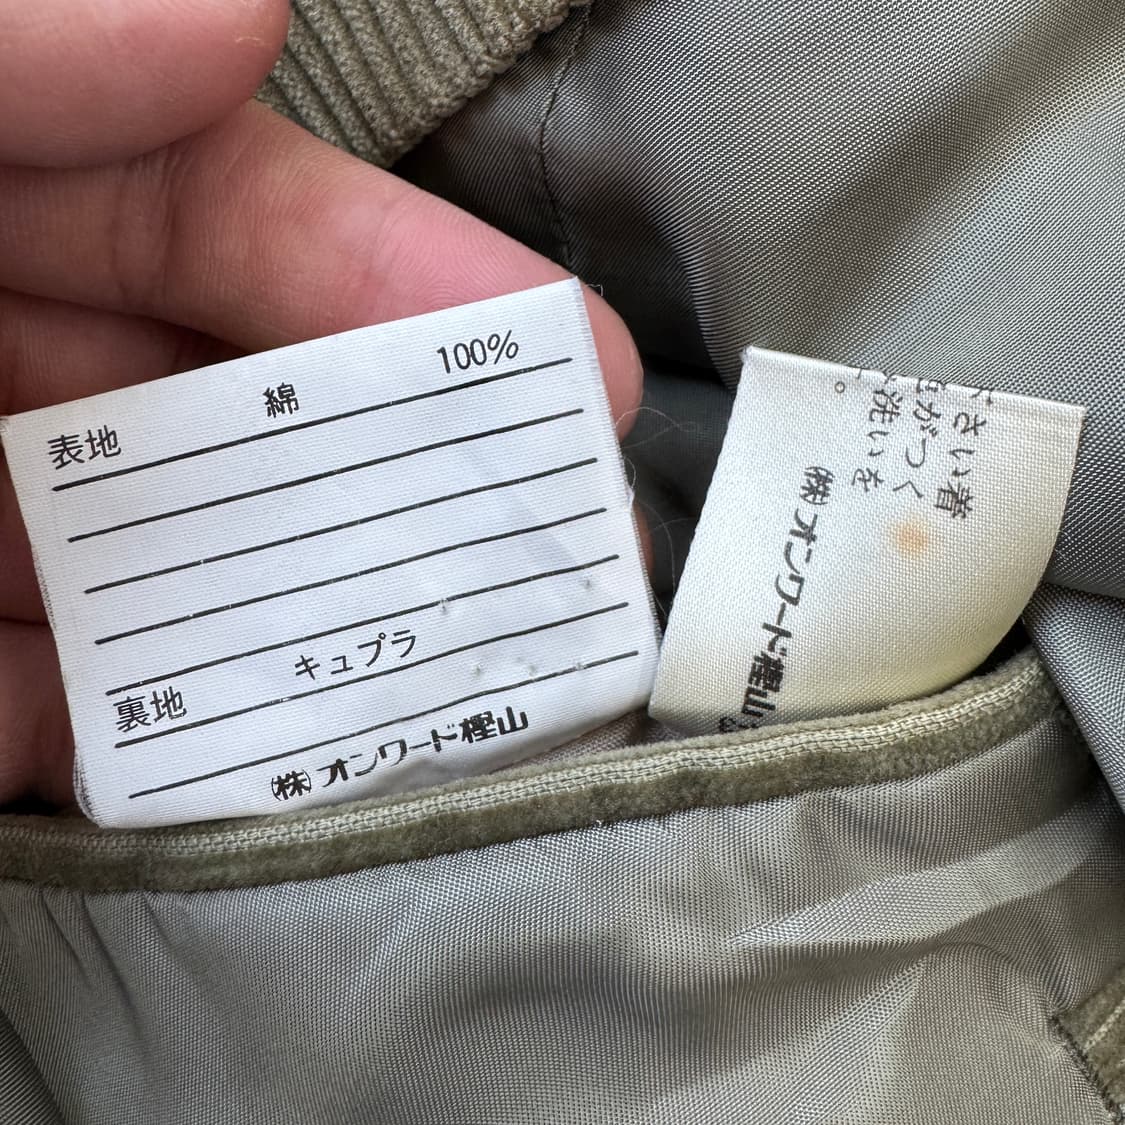 表地 綿 100%
裏地 キュプラ
㈱ オンワード樫山
さい着
がつく
洗いを
。
㈱オンワード樫山